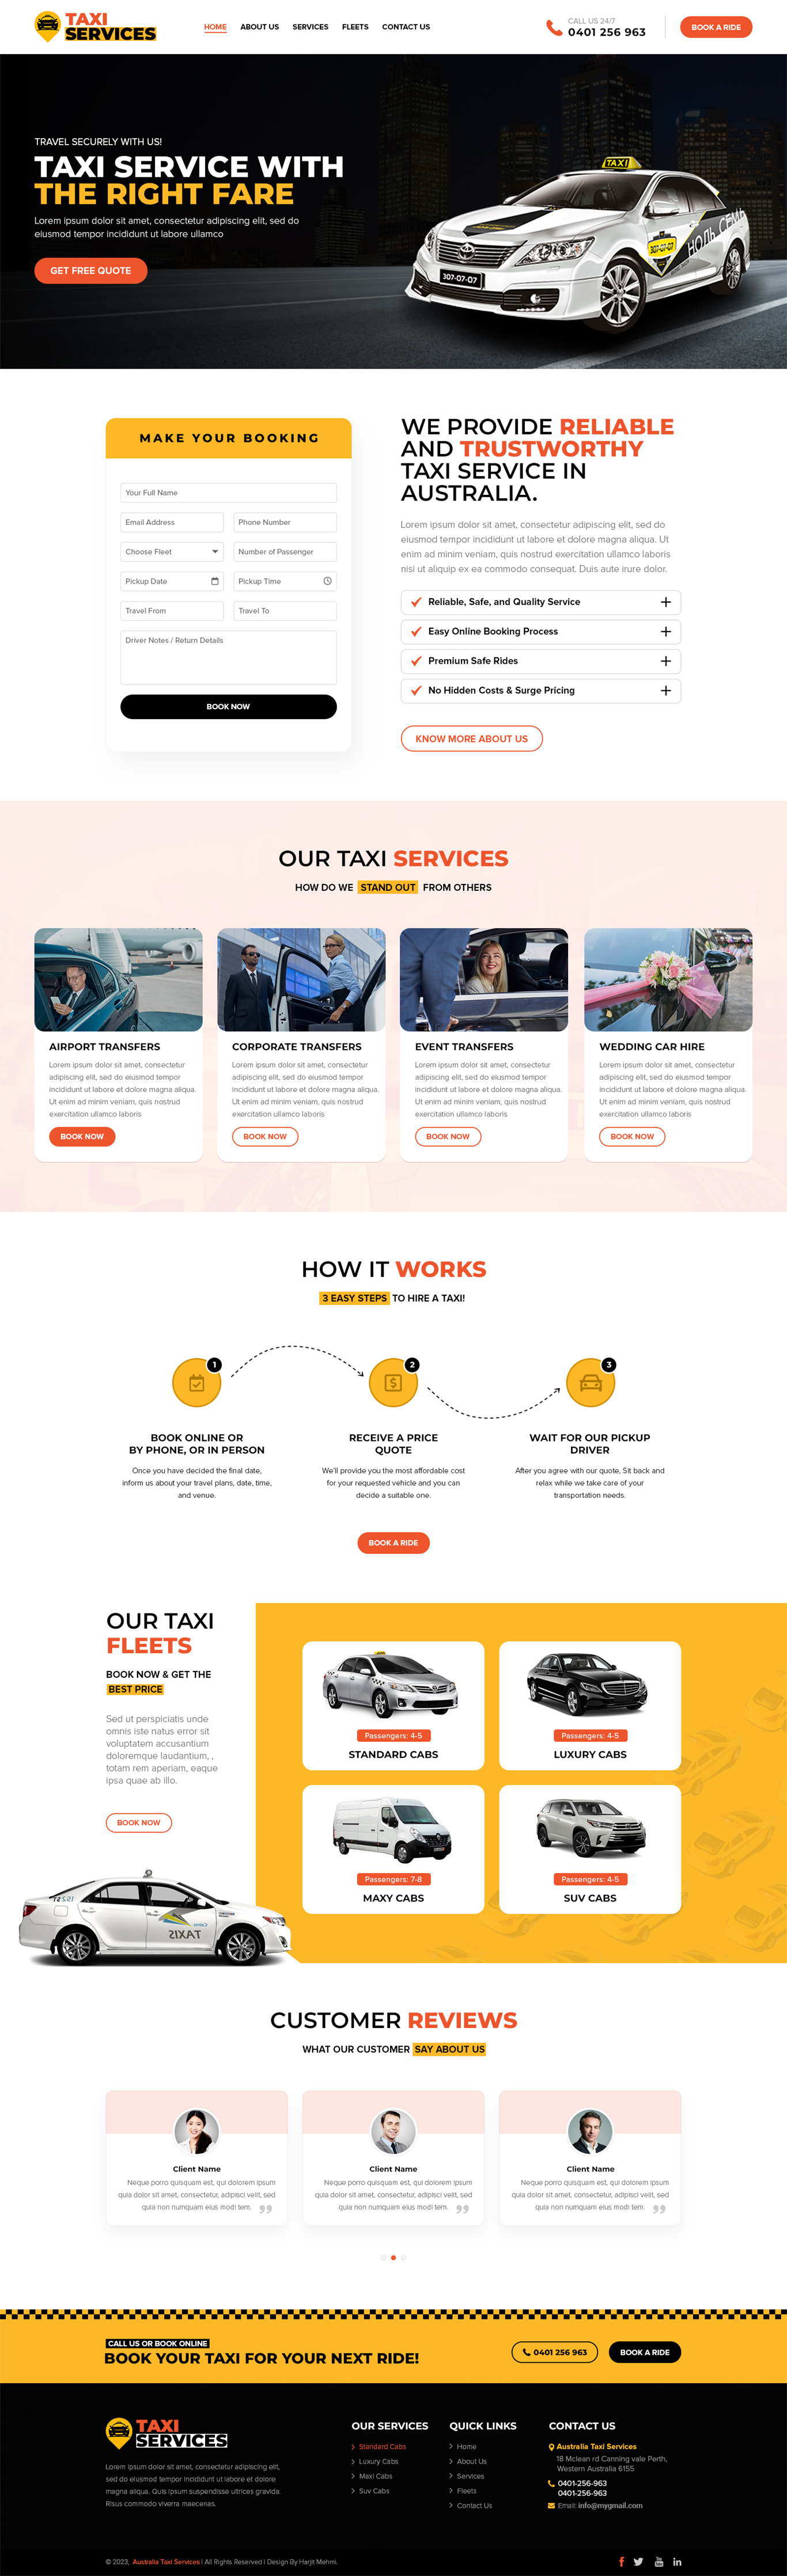 TAXI
SERVICES
HOME ABOUT US SERVICES FLEETS CONTACT US
CALL US 24/7
0401 256 963
BOOK A RIDE
TRAVEL SECURELY WITH US!
TAXI SERVICE WITH
THE RIGHT FARE
Lorem ipsum dolor sit amet, consectetur adipiscing elit, sed do
eiusmod tempor incididunt ut labore ullamco
GET FREE QUOTE
TAXI
307-07-07
307-07-07
MAKE YOUR BOOKING
Your Full Name
Email Address Phone Number
Choose Fleet Number of Passenger
Pickup Date Pickup Time
Travel From Travel To
Driver Notes / Return Details
BOOK NOW
WE PROVIDE RELIABLE
AND TRUSTWORTHY
TAXI SERVICE IN
AUSTRALIA.
Lorem ipsum dolor sit amet, consectetur adipiscing elit, sed do
eiusmod tempor incididunt ut labore et dolore magna aliqua. Ut
enim ad minim veniam, quis nostrud exercitation ullamco laboris
nisi ut aliquip ex ea commodo consequat. Duis aute irure dolor.
Reliable, Safe, and Quality Service
Easy Online Booking Process
Premium Safe Rides
No Hidden Costs & Surge Pricing
KNOW MORE ABOUT US
OUR TAXI SERVICES
HOW DO WE STAND OUT FROM OTHERS
AIRPORT TRANSFERS
Lorem ipsum dolor sit amet, consectetur
adipiscing elit, sed do eiusmod tempor
incididunt ut labore et dolore magna aliqua.
Ut enim ad minim veniam, quis nostrud
exercitation ullamco laboris
BOOK NOW
CORPORATE TRANSFERS
Lorem ipsum dolor sit amet, consectetur
adipiscing elit, sed do eiusmod tempor
incididunt ut labore et dolore magna aliqua.
Ut enim ad minim veniam, quis nostrud
exercitation ullamco laboris
BOOK NOW
EVENT TRANSFERS
Lorem ipsum dolor sit amet, consectetur
adipiscing elit, sed do eiusmod tempor
incididunt ut labore et dolore magna aliqua.
Ut enim ad minim veniam, quis nostrud
exercitation ullamco laboris
BOOK NOW
WEDDING CAR HIRE
Lorem ipsum dolor sit amet, consectetur
adipiscing elit, sed do eiusmod tempor
incididunt ut labore et dolore magna aliqua.
Ut enim ad minim veniam, quis nostrud
exercitation ullamco laboris
BOOK NOW
HOW IT WORKS
3 EASY STEPS TO HIRE A TAXI!
1
BOOK ONLINE OR
BY PHONE, OR IN PERSON
Once you have decided the final date,
inform us about your travel plans, date, time,
and venue.
2
RECEIVE A PRICE
QUOTE
We'll provide you the most affordable cost
for your requested vehicle and you can
decide a suitable one.
3
WAIT FOR OUR PICKUP
DRIVER
After you agree with our quote, Sit back and
relax while we take care of your
transportation needs.
BOOK A RIDE
OUR TAXI
FLEETS
BOOK NOW & GET THE
BEST PRICE
Sed ut perspiciatis unde
omnis iste natus error sit
voluptatem accusantium
doloremque laudantium, ,
totam rem aperiam, eaque
ipsa quae ab illo.
BOOK NOW
TAXIS
Passengers: 4-5
STANDARD CABS
Passengers: 4-5
LUXURY CABS
Passengers: 7-8
MAXY CABS
Passengers: 4-5
SUV CABS
CUSTOMER REVIEWS
WHAT OUR CUSTOMER SAY ABOUT US
Client Name
Neque porro quisquam est, qui dolorem ipsum
quia dolor sit amet, consectetur, adipisci velit, sed
quia non numquam eius modi tem.
Client Name
Neque porro quisquam est, qui dolorem ipsum
quia dolor sit amet, consectetur, adipisci velit, sed
quia non numquam eius modi tem.
Client Name
Neque porro quisquam est, qui dolorem ipsum
quia dolor sit amet, consectetur, adipisci velit, sed
quia non numquam eius modi tem.
CALL US OR BOOK ONLINE
BOOK YOUR TAXI FOR YOUR NEXT RIDE!
0401 256 963
BOOK A RIDE
TAXI
SERVICES
Lorem ipsum dolor sit amet, consectetur adipiscing elit,
sed do eiusmod tempor incididunt ut labore et dolore
magna aliqua. Quis ipsum suspendisse ultrices gravida.
Risus commodo viverra maecenas.
OUR SERVICES
Standard Cabs
Luxury Cabs
Maxi Cabs
Suv Cabs
QUICK LINKS
Home
About Us
Services
Fleets
Contact Us
CONTACT US
Australia Taxi Services
18 Mclean rd Canning vale Perth,
Western Australia 6155
0401-256-963
0401-256-963
Email: info@mygmail.com
© 2023, Australia Taxi Services I All Rights Reserved I Design By Harjit Mehmi.